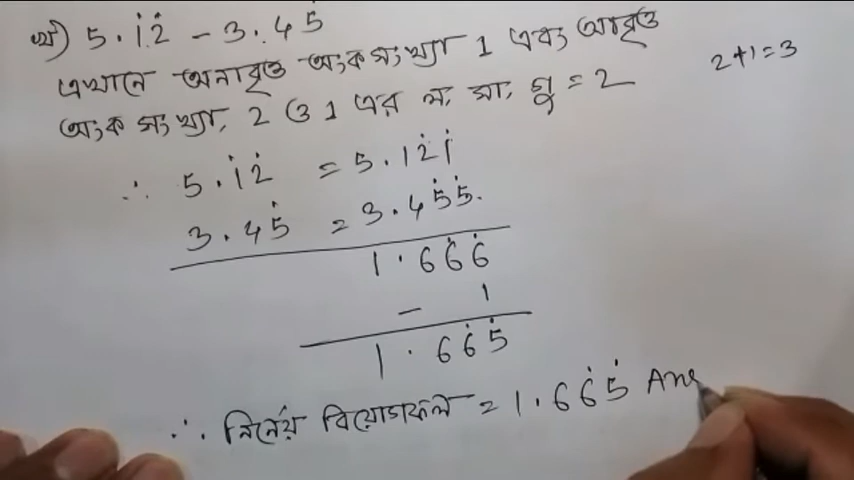 খ) 5.1̇2̇ - 3.45̇
এখানে অনাবৃত্ত অংক সংখ্যা 1 এবং আবৃত্ত
2+1=3
অংক সংখ্যা, 2 ও 1 এর ল, সা, গু = 2
∴ 5.1̇2̇ = 5.12̇1̇
3.45̇ = 3.45̇5̇.
1.66̇6̇
- 1
1.66̇5̇
∴ নির্নেয় বিয়োগফল = 1.66̇5̇ Ans